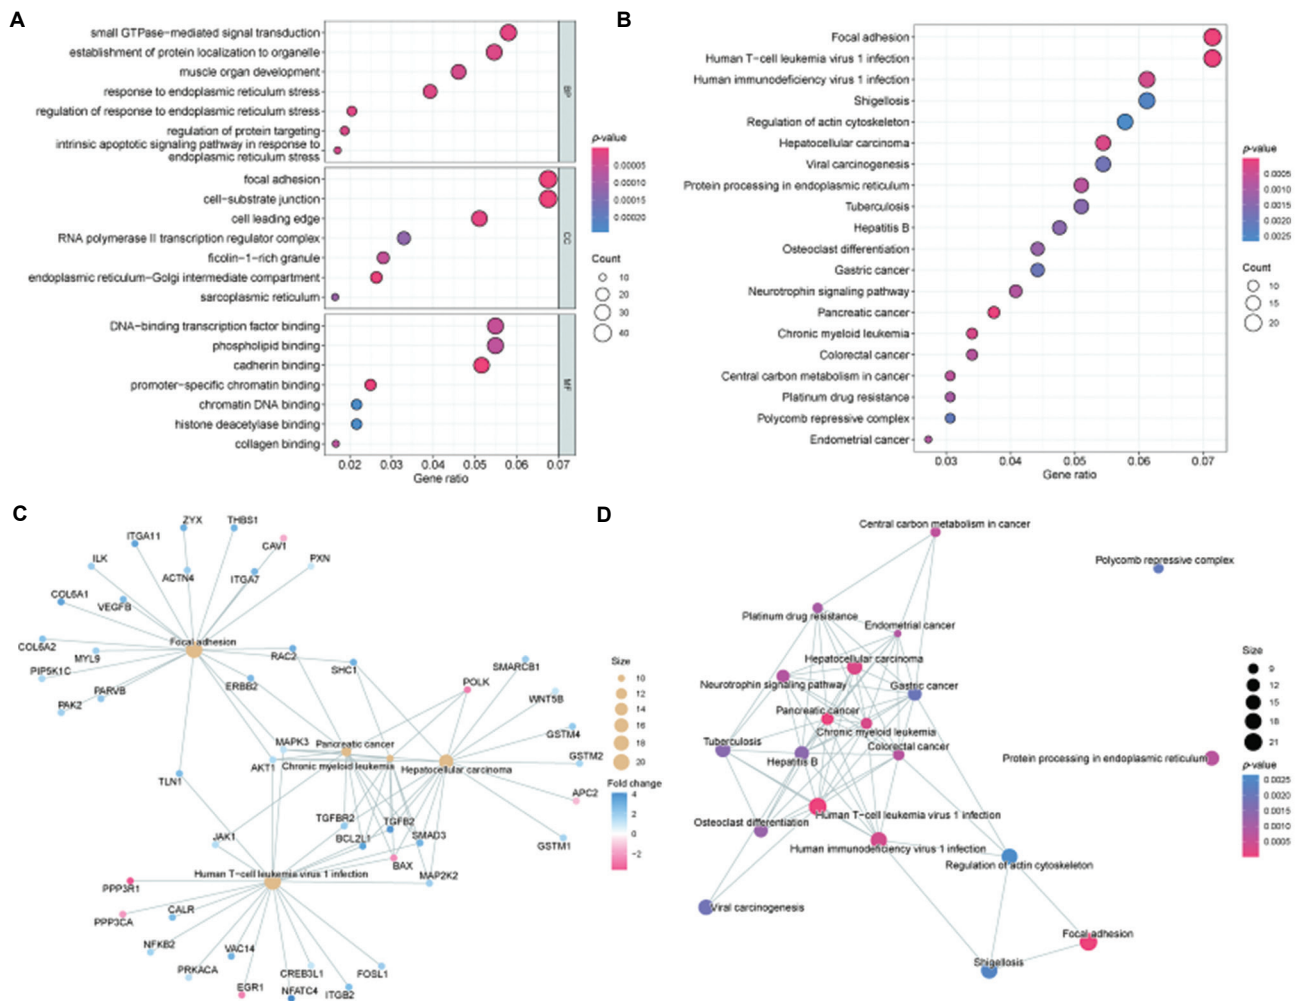 A
small GTPase−mediated signal transduction
establishment of protein localization to organelle
muscle organ development
response to endoplasmic reticulum stress
regulation of response to endoplasmic reticulum stress
regulation of protein targeting
intrinsic apoptotic signaling pathway in response to
endoplasmic reticulum stress
BP
focal adhesion
cell−substrate junction
cell leading edge
RNA polymerase II transcription regulator complex
ficolin−1−rich granule
endoplasmic reticulum−Golgi intermediate compartment
sarcoplasmic reticulum
CC
DNA−binding transcription factor binding
phospholipid binding
cadherin binding
promoter−specific chromatin binding
chromatin DNA binding
histone deacetylase binding
collagen binding
MF
0.02 0.03 0.04 0.05 0.06 0.07
Gene ratio
p-value
0.00005
0.00010
0.00015
0.00020
Count
10
20
30
40
B
Focal adhesion
Human T−cell leukemia virus 1 infection
Human immunodeficiency virus 1 infection
Shigellosis
Regulation of actin cytoskeleton
Hepatocellular carcinoma
Viral carcinogenesis
Protein processing in endoplasmic reticulum
Tuberculosis
Hepatitis B
Osteoclast differentiation
Gastric cancer
Neurotrophin signaling pathway
Pancreatic cancer
Chronic myeloid leukemia
Colorectal cancer
Central carbon metabolism in cancer
Platinum drug resistance
Polycomb repressive complex
Endometrial cancer
0.03 0.04 0.05 0.06 0.07
Gene ratio
p-value
0.0005
0.0010
0.0015
0.0020
0.0025
Count
10
15
20
C
ZYX
THBS1
ITGA11
CAV1
ILK
PXN
ACTN4
ITGA7
COL6A1
VEGFB
COL6A2
Focal adhesion
MYL9
RAC2
PIP5K1C
SHC1
PARVB
ERBB2
PAK2
SMARCB1
POLK
WNT5B
GSTM4
MAPK3
Pancreatic cancer
GSTM2
AKT1
Chronic myeloid leukemia
Hepatocellular carcinoma
TLN1
APC2
TGFBR2
TGFB2
JAK1
BCL2L1
SMAD3
GSTM1
BAX
Human T−cell leukemia virus 1 infection
MAP2K2
PPP3R1
PPP3CA
CALR
NFKB2
VAC14
PRKACA
CREB3L1
FOSL1
EGR1
NFATC4
ITGB2
Size
10
12
14
16
18
20
Fold change
4
2
0
−2
D
Central carbon metabolism in cancer
Polycomb repressive complex
Platinum drug resistance
Endometrial cancer
Hepatocellular carcinoma
Neurotrophin signaling pathway
Gastric cancer
Pancreatic cancer
Chronic myeloid leukemia
Tuberculosis
Colorectal cancer
Hepatitis B
Protein processing in endoplasmic reticulum
Human T−cell leukemia virus 1 infection
Osteoclast differentiation
Human immunodeficiency virus 1 infection
Regulation of actin cytoskeleton
Viral carcinogenesis
Focal adhesion
Shigellosis
Size
9
12
15
18
21
p-value
0.0025
0.0020
0.0015
0.0010
0.0005